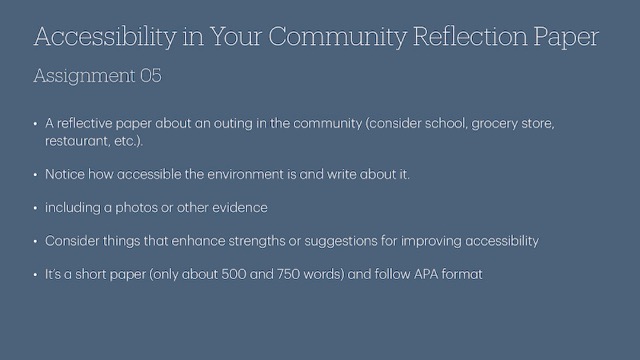 Accessibility in Your Community Reflection Paper
Assignment 05
• A reflective paper about an outing in the community (consider school, grocery store,
restaurant, etc.).
• Notice how accessible the environment is and write about it.
• including a photos or other evidence
• Consider things that enhance strengths or suggestions for improving accessibility
• It's a short paper (only about 500 and 750 words) and follow APA format